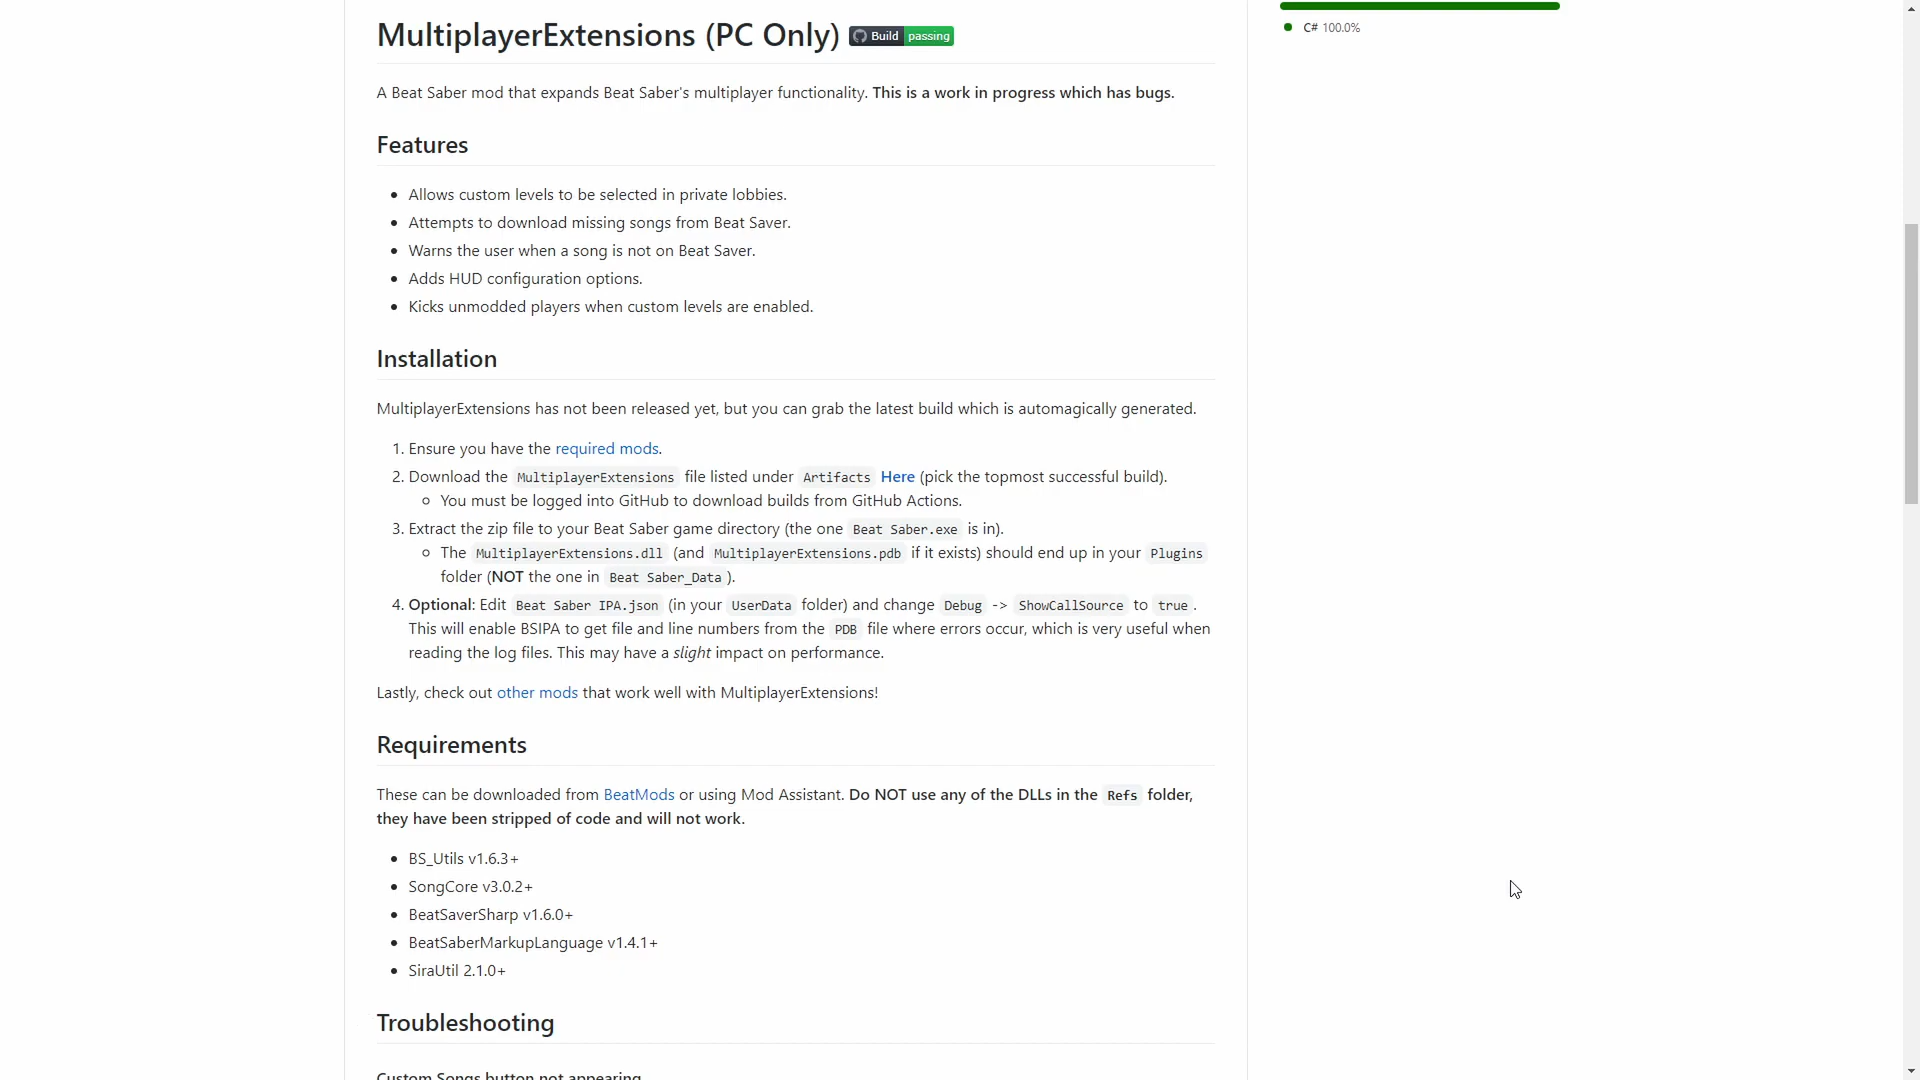 MultiplayerExtensions (PC Only) Build passing
C# 100.0%
A Beat Saber mod that expands Beat Saber's multiplayer functionality. This is a work in progress which has bugs.
Features
• Allows custom levels to be selected in private lobbies.
• Attempts to download missing songs from Beat Saver.
• Warns the user when a song is not on Beat Saver.
• Adds HUD configuration options.
• Kicks unmodded players when custom levels are enabled.
Installation
MultiplayerExtensions has not been released yet, but you can grab the latest build which is automagically generated.
1. Ensure you have the required mods.
2. Download the MultiplayerExtensions file listed under Artifacts Here (pick the topmost successful build).
○ You must be logged into GitHub to download builds from GitHub Actions.
3. Extract the zip file to your Beat Saber game directory (the one Beat Saber.exe is in).
○ The MultiplayerExtensions.dll (and MultiplayerExtensions.pdb if it exists) should end up in your Plugins
folder (NOT the one in Beat Saber_Data ).
4. Optional: Edit Beat Saber IPA.json (in your UserData folder) and change Debug -> ShowCallSource to true .
This will enable BSIPA to get file and line numbers from the PDB file where errors occur, which is very useful when
reading the log files. This may have a slight impact on performance.
Lastly, check out other mods that work well with MultiplayerExtensions!
Requirements
These can be downloaded from BeatMods or using Mod Assistant. Do NOT use any of the DLLs in the Refs folder,
they have been stripped of code and will not work.
• BS_Utils v1.6.3+
• SongCore v3.0.2+
• BeatSaverSharp v1.6.0+
• BeatSaberMarkupLanguage v1.4.1+
• SiraUtil 2.1.0+
Troubleshooting
Custom Songs button not appearing